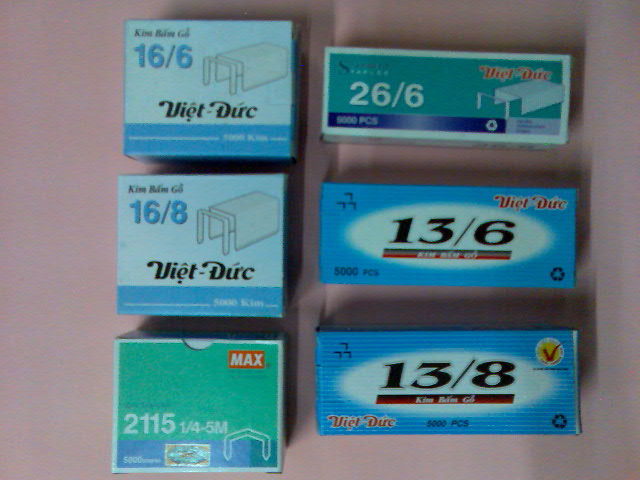 Kim Bấm Gỗ
16/6
Việt-Đức
5000 Kim
Kim Bấm Gỗ
16/8
Việt-Đức
5000 Kim
MAX
2115 1/4-5M
5000
STAPLES
Việt-Đức
26/6
5000 PCS
Việt-Đức
13/6
KIM BẤM GỖ
5000 PCS
13/8
Kim Bấm Gỗ
Việt-Đức
5000 PCS